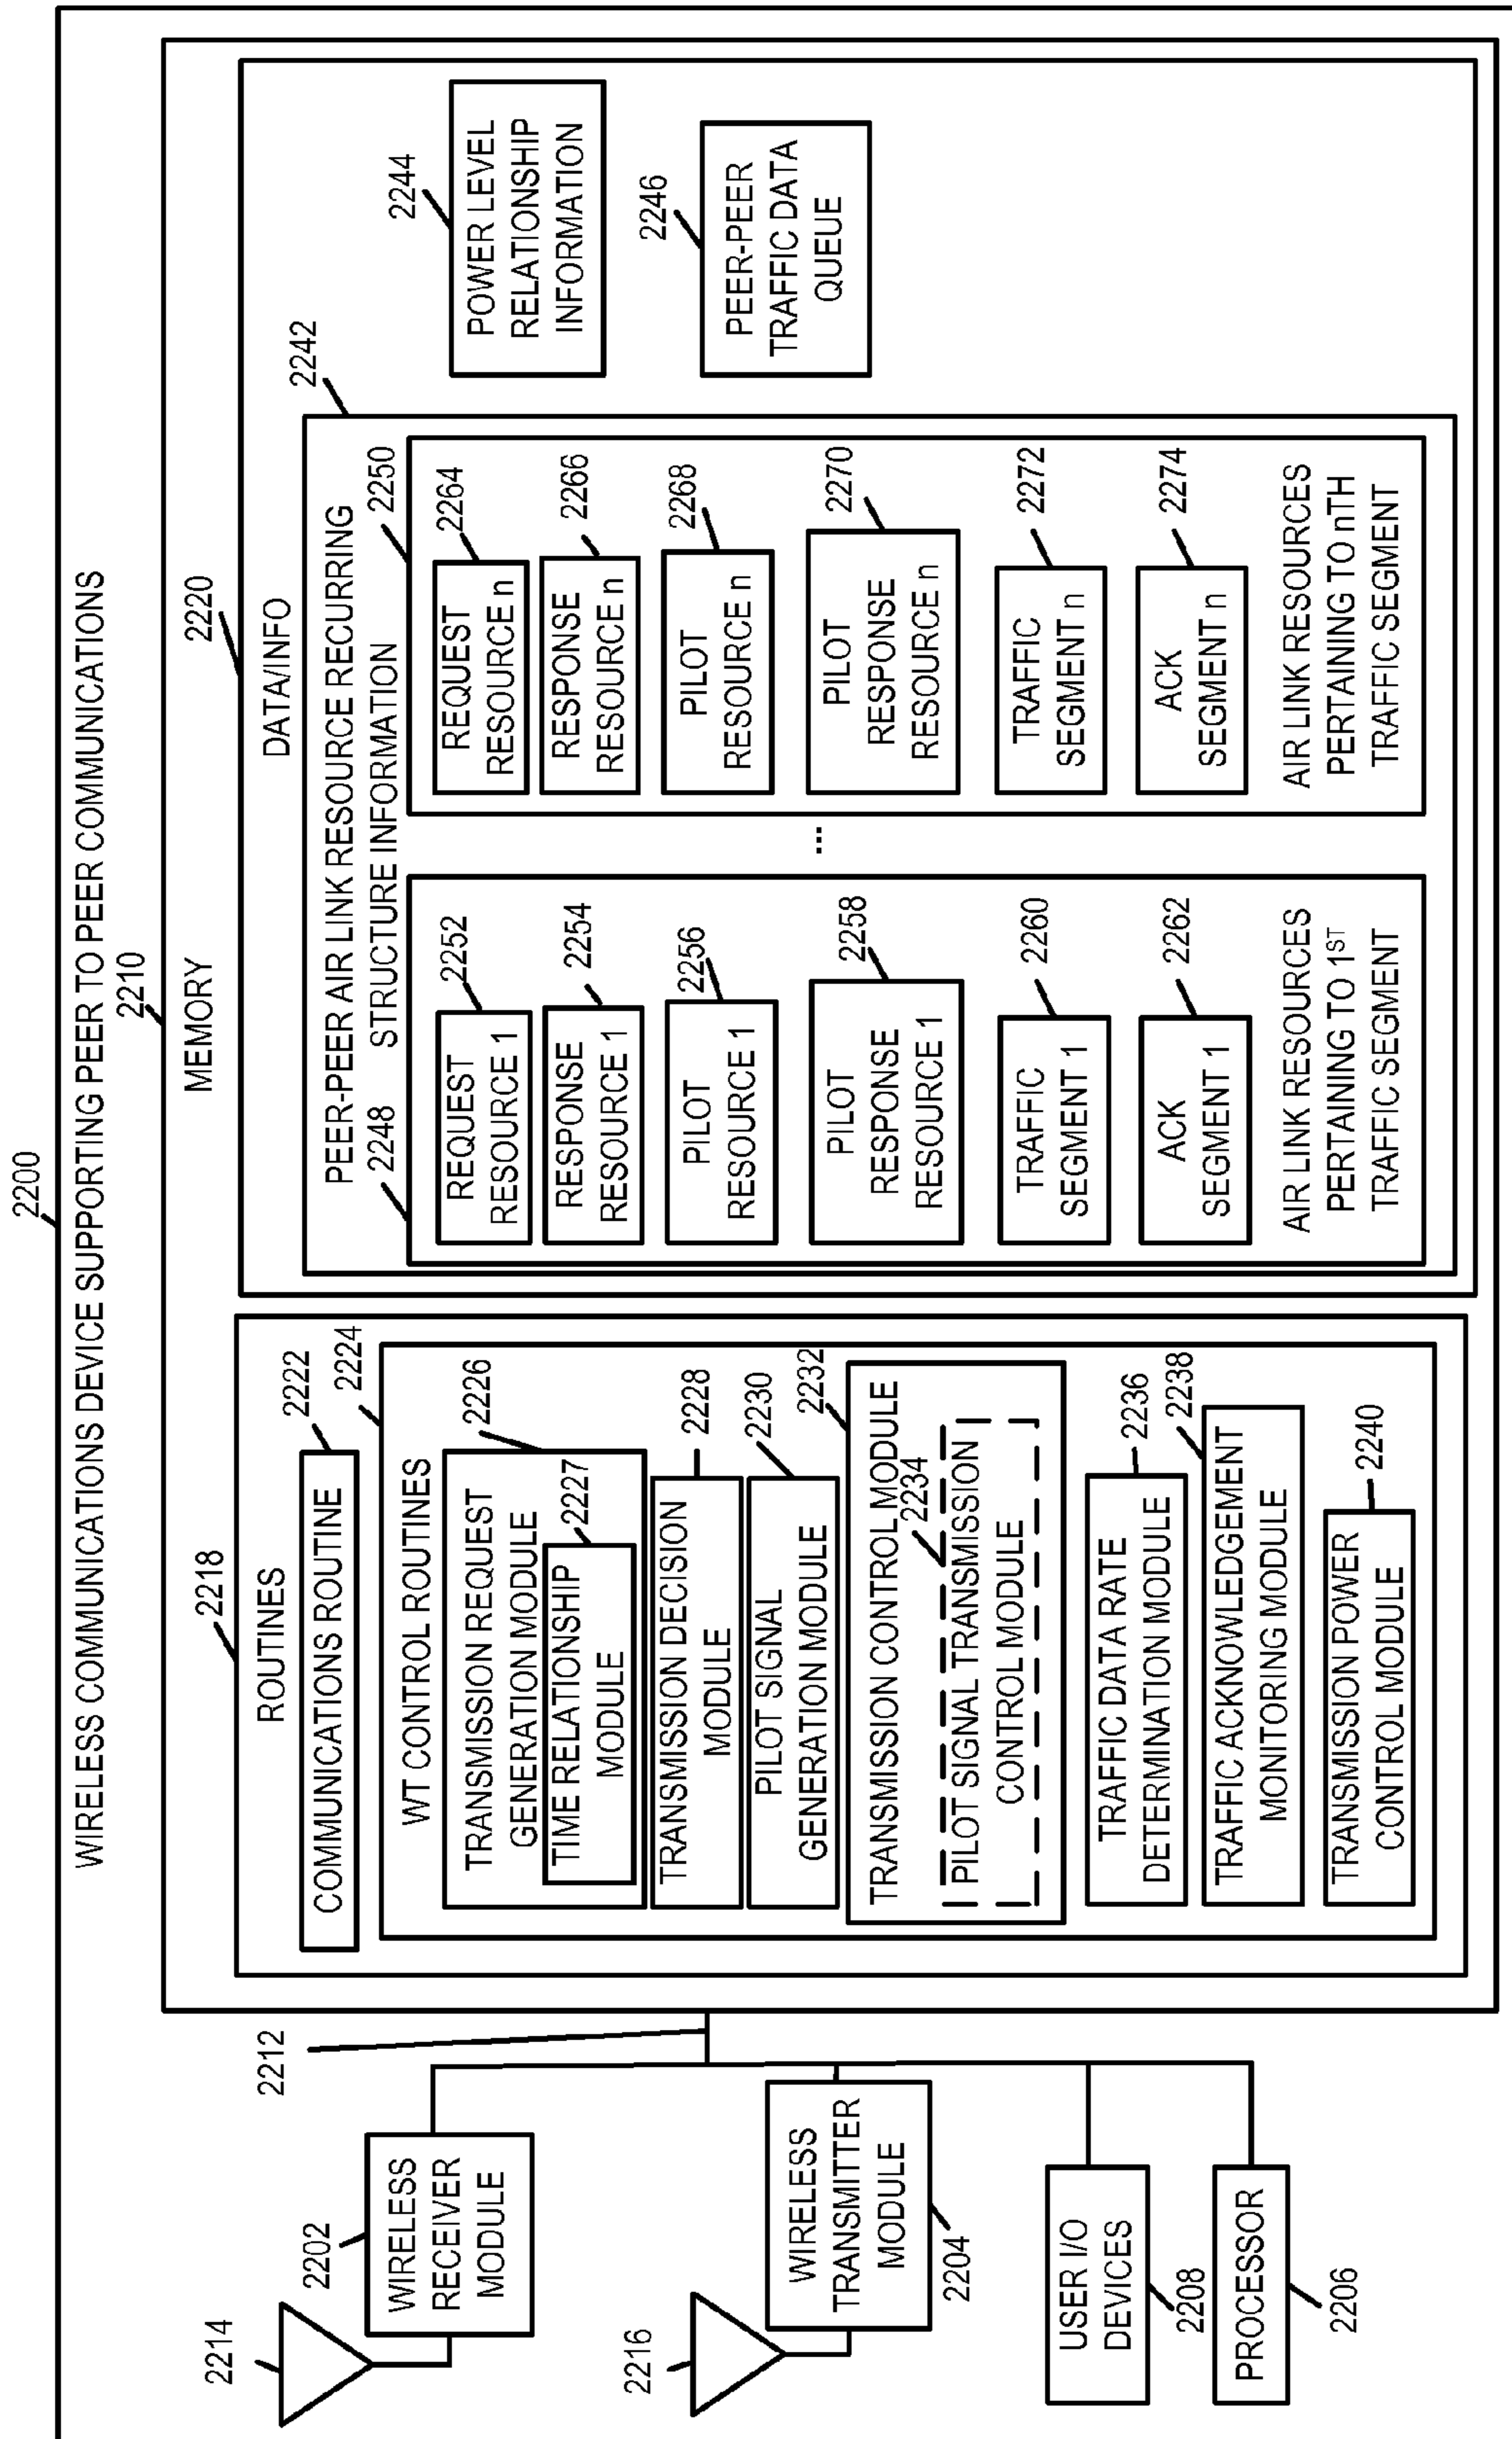 2200
WIRELESS COMMUNICATIONS DEVICE SUPPORTING PEER TO PEER COMMUNICATIONS
2214
2202
WIRELESS
RECEIVER
MODULE
2216
WIRELESS
TRANSMITTER
MODULE
2204
USER I/O
DEVICES
2208
PROCESSOR
2206
2212
2210
MEMORY
2218
ROUTINES
2222
COMMUNICATIONS ROUTINE
2224
WT CONTROL ROUTINES
2226
TRANSMISSION REQUEST
GENERATION MODULE
2227
TIME RELATIONSHIP
MODULE
2228
TRANSMISSION DECISION
MODULE
2230
PILOT SIGNAL
GENERATION MODULE
2232
TRANSMISSION CONTROL MODULE
2234
PILOT SIGNAL TRANSMISSION
CONTROL MODULE
2236
TRAFFIC DATA RATE
DETERMINATION MODULE
2238
TRAFFIC ACKNOWLEDGEMENT
MONITORING MODULE
2240
TRANSMISSION POWER
CONTROL MODULE
2220
DATA/INFO
2242
PEER-PEER AIR LINK RESOURCE RECURRING
STRUCTURE INFORMATION
2248
2252
REQUEST
RESOURCE 1
2254
RESPONSE
RESOURCE 1
2256
PILOT
RESOURCE 1
2258
PILOT
RESPONSE
RESOURCE 1
2260
TRAFFIC
SEGMENT 1
2262
ACK
SEGMENT 1
AIR LINK RESOURCES
PERTAINING TO 1ST
TRAFFIC SEGMENT
...
2250
2264
REQUEST
RESOURCE n
2266
RESPONSE
RESOURCE n
2268
PILOT
RESOURCE n
2270
PILOT
RESPONSE
RESOURCE n
2272
TRAFFIC
SEGMENT n
2274
ACK
SEGMENT n
AIR LINK RESOURCES
PERTAINING TO nTH
TRAFFIC SEGMENT
2244
POWER LEVEL
RELATIONSHIP
INFORMATION
2246
PEER-PEER
TRAFFIC DATA
QUEUE